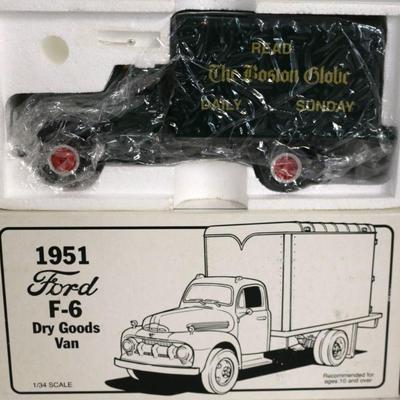 READ
The Boston Globe
DAILY SUNDAY
1951
Ford
F-6
Dry Goods
Van
1/34 SCALE
Recommended for
ages 10 and over